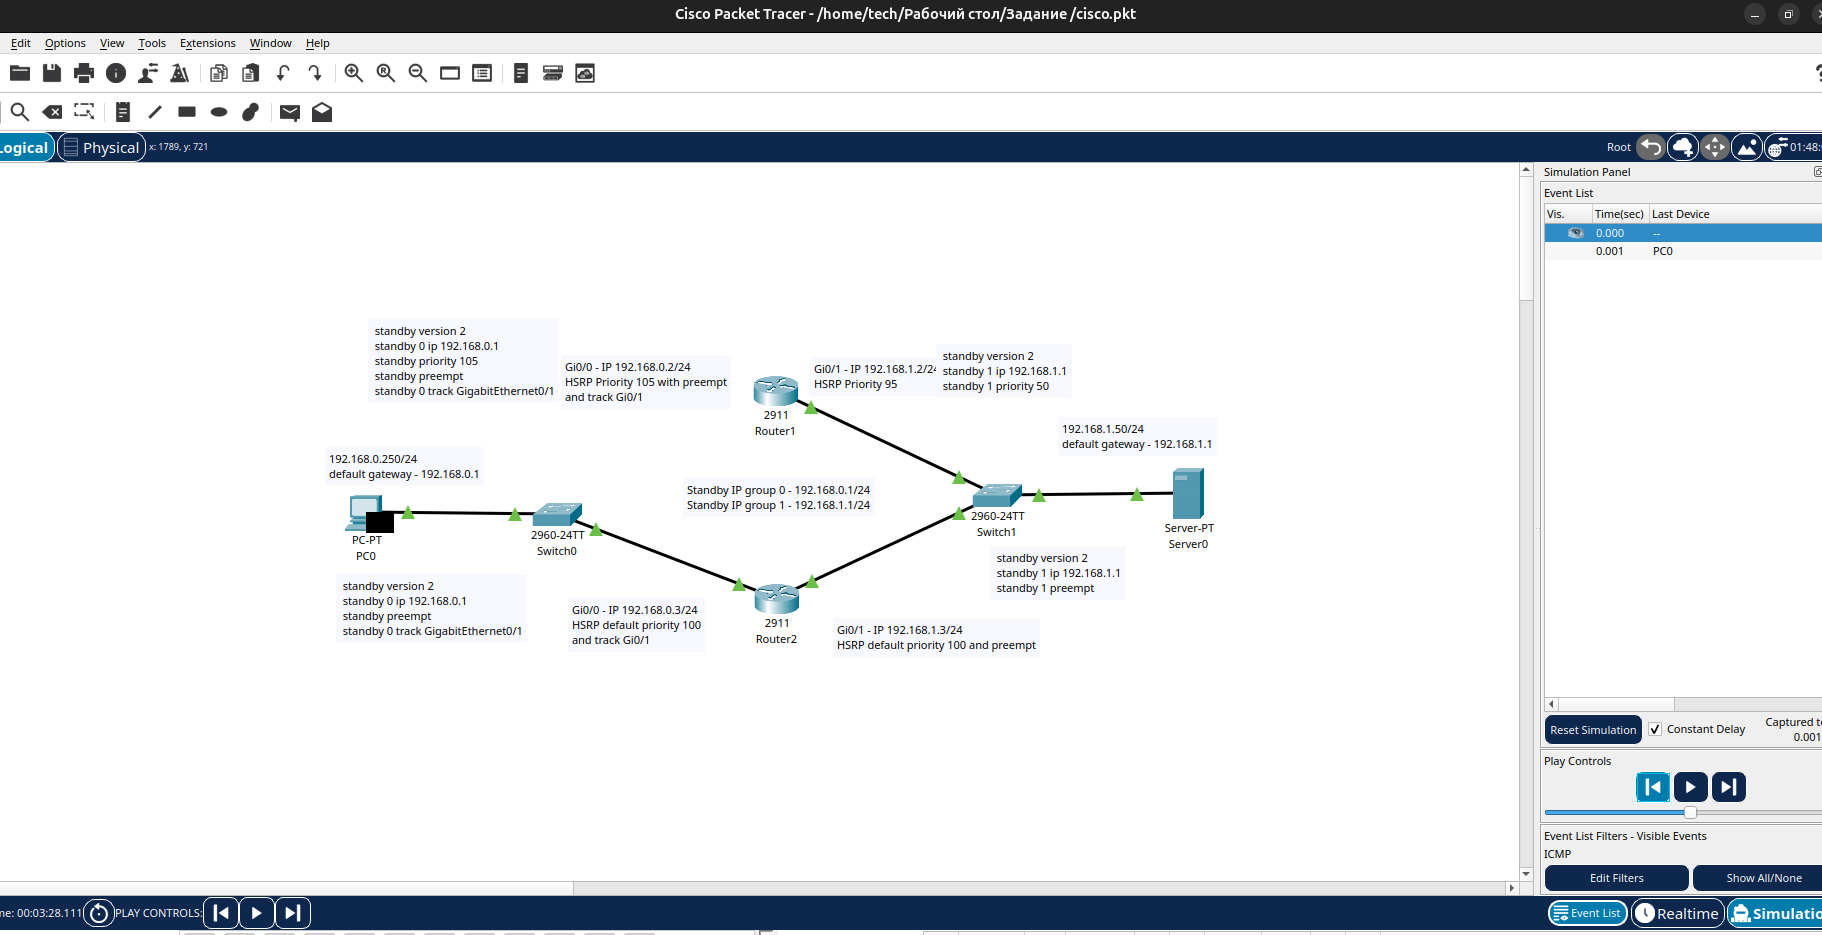 Cisco Packet Tracer - /home/tech/Рабочий стол/Задание /cisco.pkt
Edit Options View Tools Extensions Window Help
Logical Physical x: 1789, y: 721 Root 01:48:
standby version 2
standby 0 ip 192.168.0.1
standby priority 105
standby preempt
standby 0 track GigabitEthernet0/1
Gi0/0 - IP 192.168.0.2/24
HSRP Priority 105 with preempt
and track Gi0/1
Gi0/1 - IP 192.168.1.2/24
HSRP Priority 95
standby version 2
standby 1 ip 192.168.1.1
standby 1 priority 50
2911
Router1
192.168.1.50/24
default gateway - 192.168.1.1
192.168.0.250/24
default gateway - 192.168.0.1
Standby IP group 0 - 192.168.0.1/24
Standby IP group 1 - 192.168.1.1/24
PC-PT
PC0
2960-24TT
Switch0
2960-24TT
Switch1
Server-PT
Server0
standby version 2
standby 1 ip 192.168.1.1
standby 1 preempt
standby version 2
standby 0 ip 192.168.0.1
standby preempt
standby 0 track GigabitEthernet0/1
Gi0/0 - IP 192.168.0.3/24
HSRP default priority 100
and track Gi0/1
2911
Router2
Gi0/1 - IP 192.168.1.3/24
HSRP default priority 100 and preempt
Simulation Panel
Event List
Vis. Time(sec) Last Device
0.000 --
0.001 PC0
Reset Simulation Constant Delay Captured to
0.001
Play Controls
Event List Filters - Visible Events
ICMP
Edit Filters Show All/None
me: 00:03:28.111 PLAY CONTROLS: Event List Realtime Simulatio